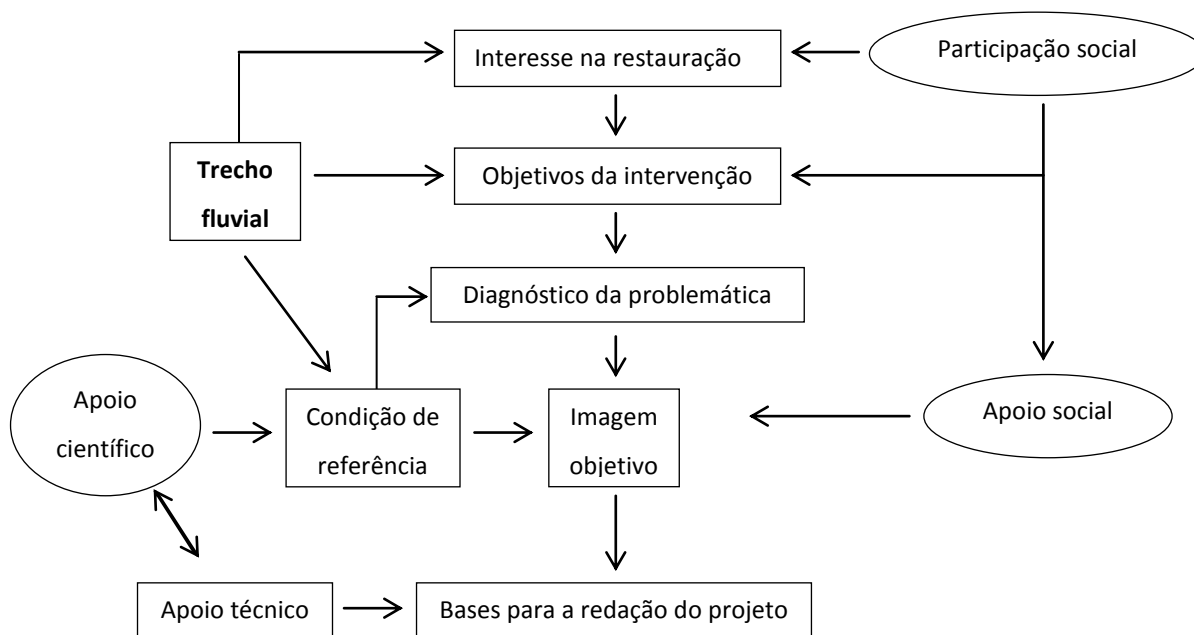 Interesse na restauração
Participação social
Trecho
fluvial
Objetivos da intervenção
Diagnóstico da problemática
Apoio
científico
Condição de
referência
Imagem
objetivo
Apoio social
Apoio técnico
Bases para a redação do projeto